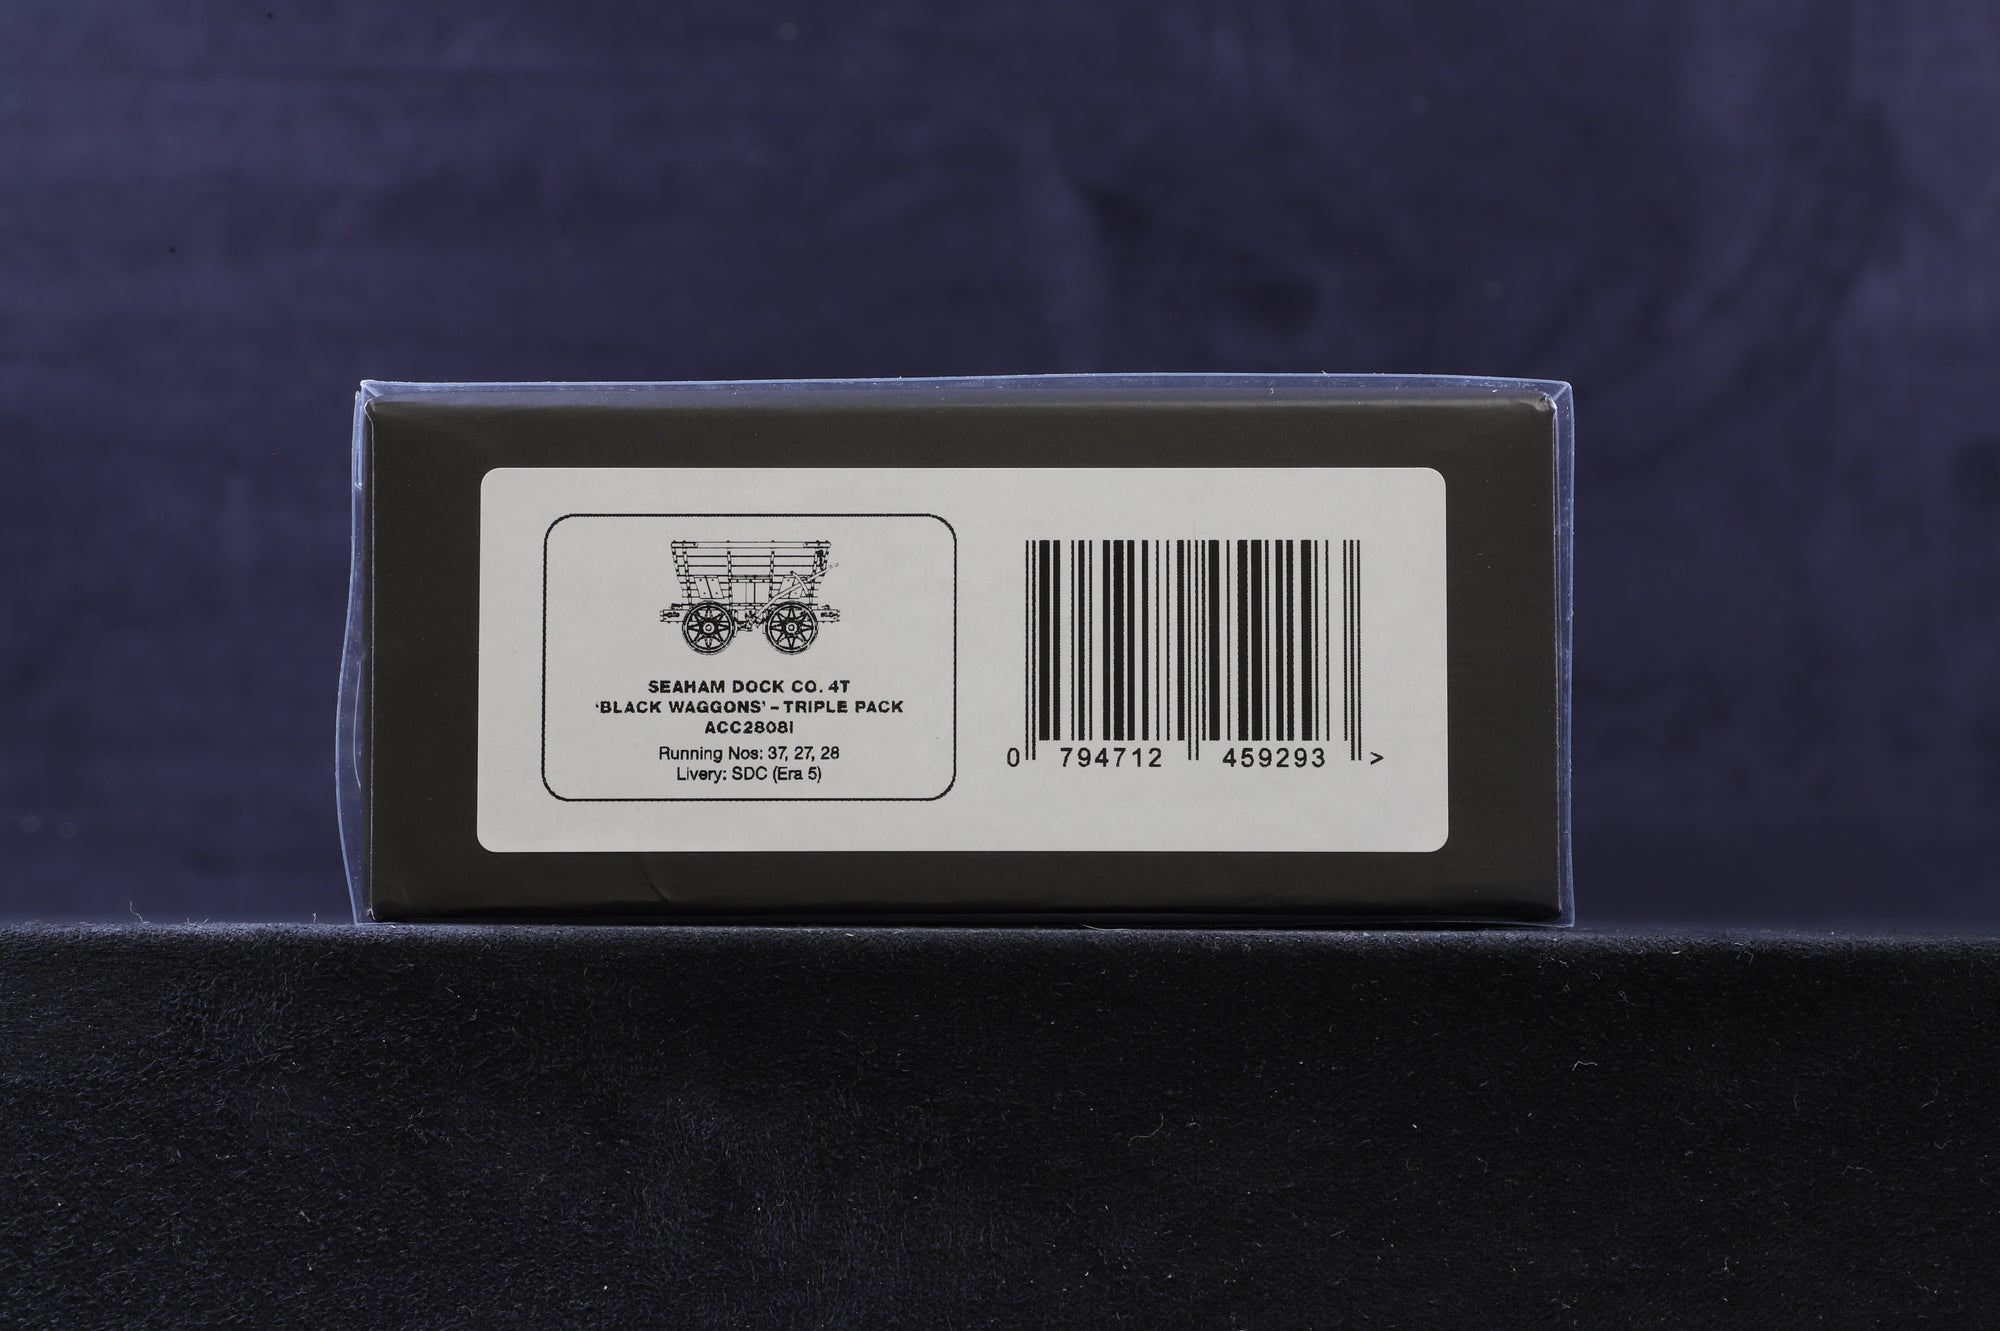 SEAHAM DOCK CO. 4T
'BLACK WAGGONS' – TRIPLE PACK
ACC2808I
Running Nos: 37, 27, 28
Livery: SDC (Era 5)
0 794712 459293 >